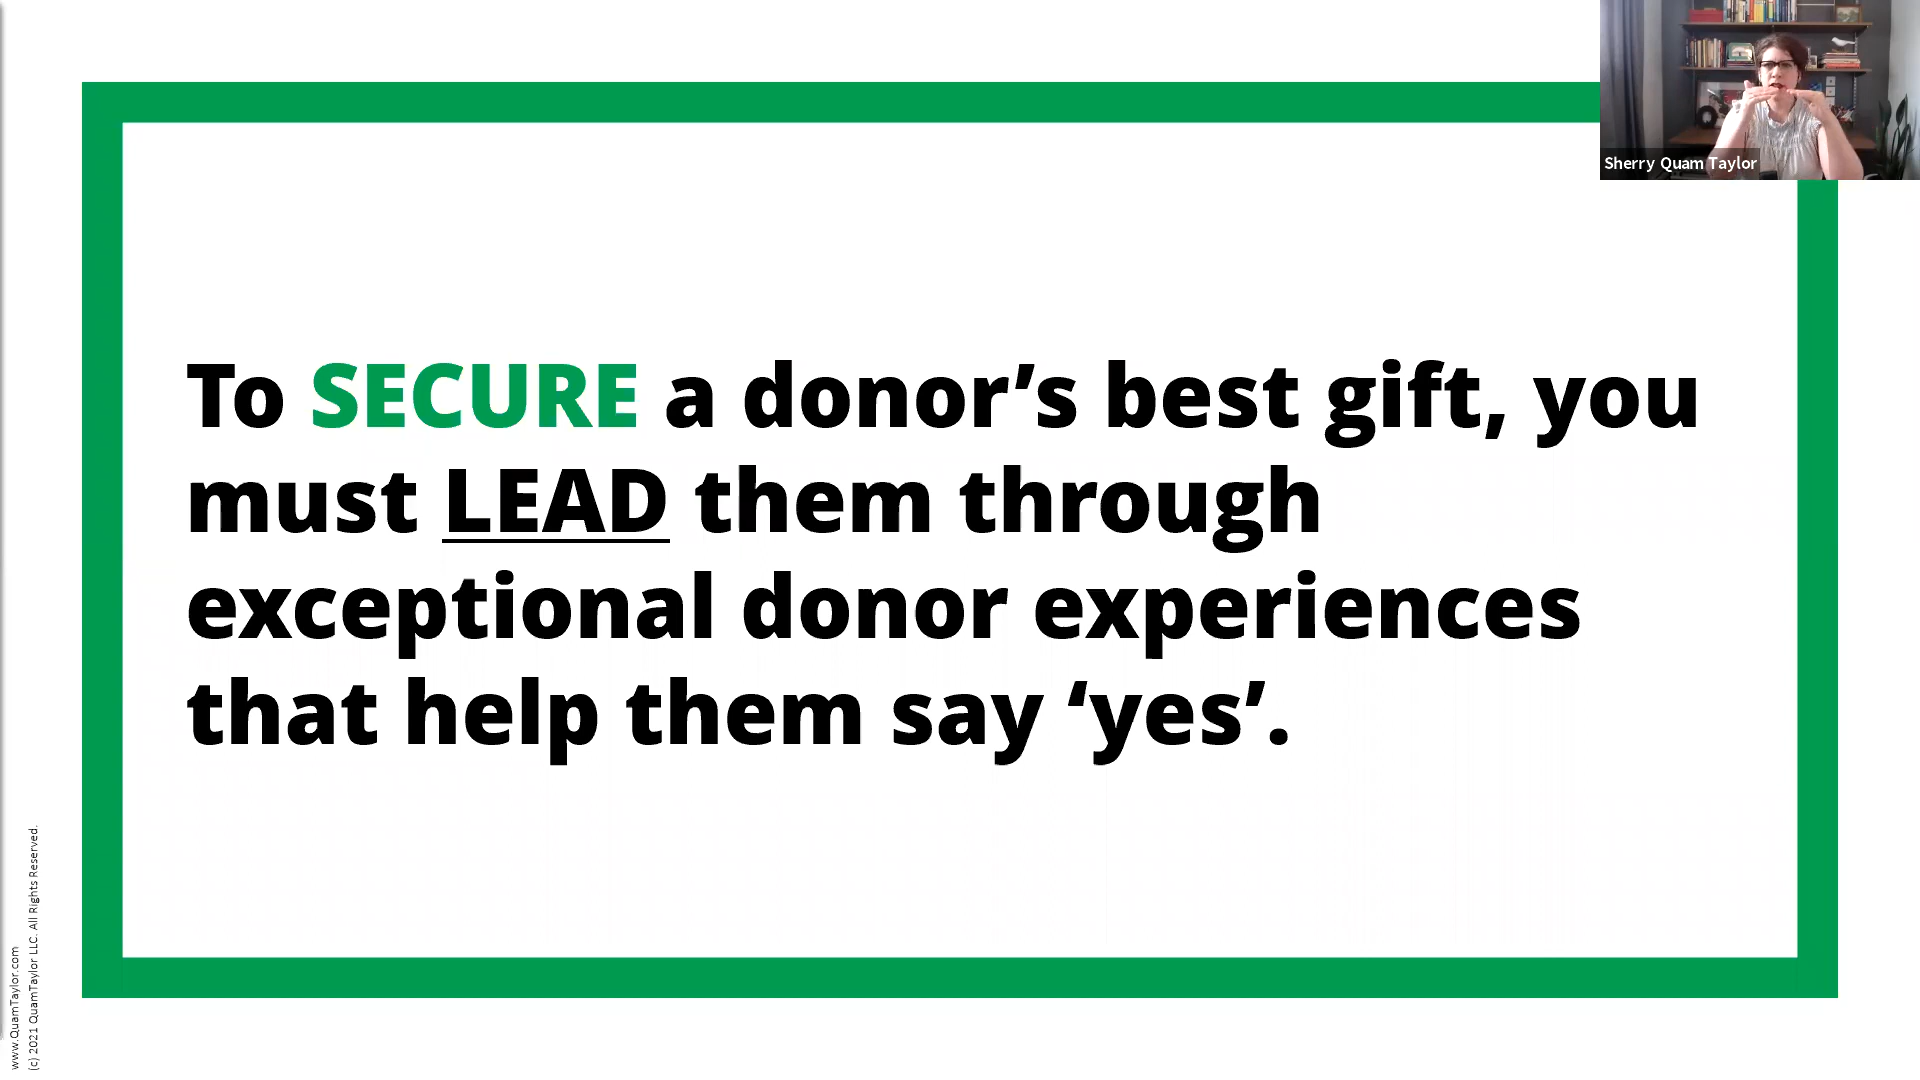 Sherry Quam Taylor
To SECURE a donor’s best gift, you
must LEAD them through
exceptional donor experiences
that help them say ‘yes’.
www.QuamTaylor.com
(c) 2021 QuamTaylor LLC. All Rights Reserved.